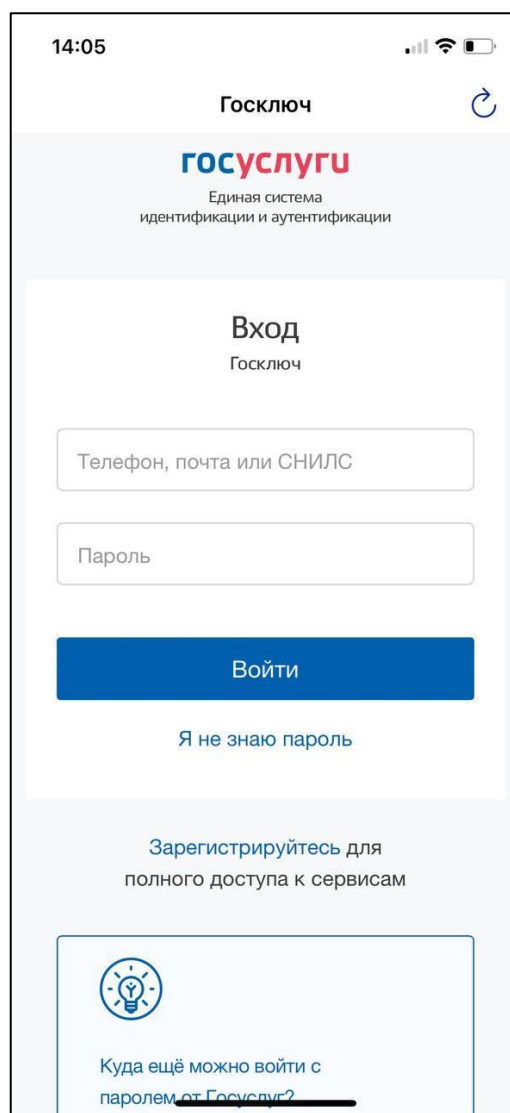 14:05
Госключ
госуслуги
Единая система
идентификации и аутентификации
Вход
Госключ
Телефон, почта или СНИЛС
Пароль
Войти
Я не знаю пароль
Зарегистрируйтесь для
полного доступа к сервисам
Куда ещё можно войти с
паролем от Госуслуг?